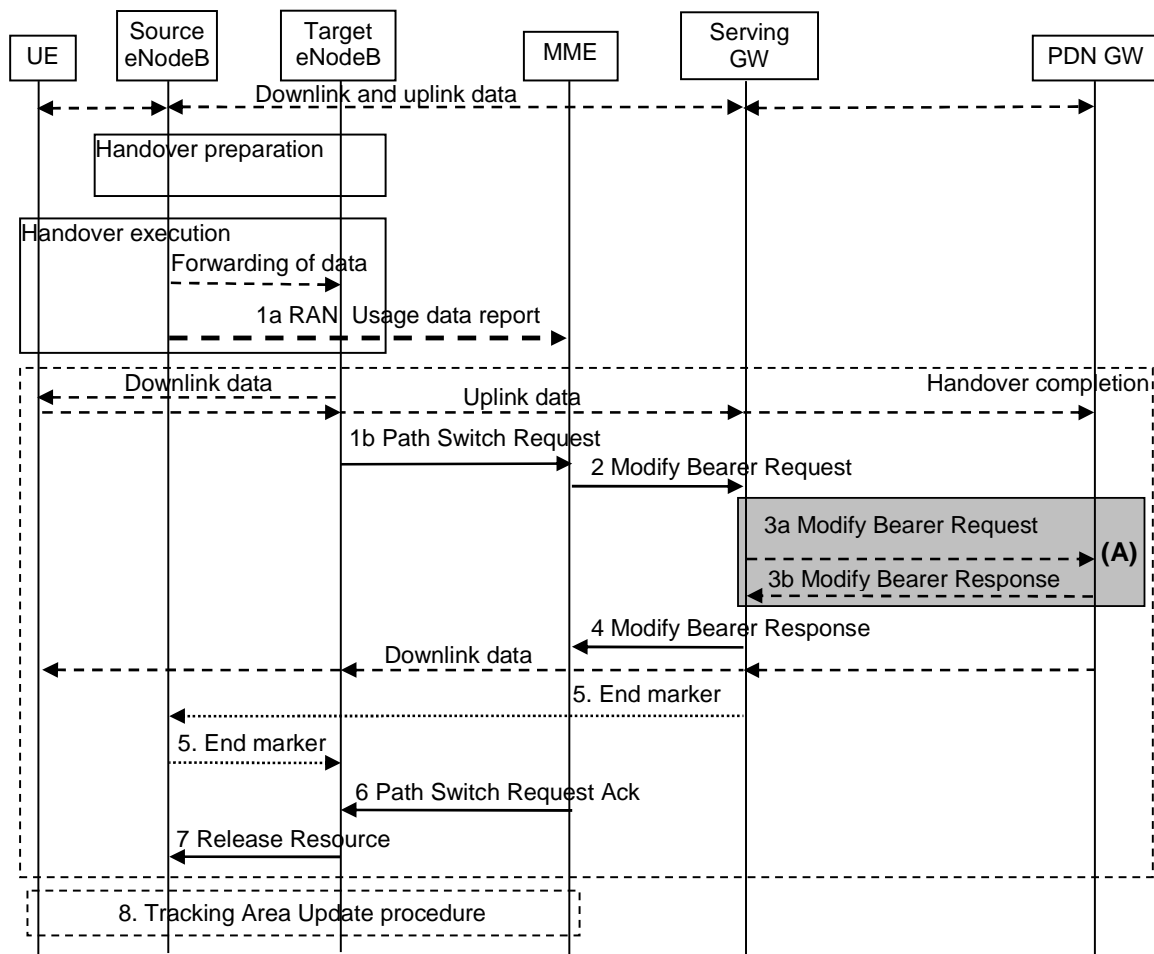 UE
Source
eNodeB
Target
eNodeB
MME
Serving
GW
PDN GW
Downlink and uplink data
Handover preparation
Handover execution
Forwarding of data
1a RAN Usage data report
Downlink data
Handover completion
Uplink data
1b Path Switch Request
2 Modify Bearer Request
3a Modify Bearer Request
(A)
3b Modify Bearer Response
4 Modify Bearer Response
Downlink data
5. End marker
5. End marker
6 Path Switch Request Ack
7 Release Resource
8. Tracking Area Update procedure